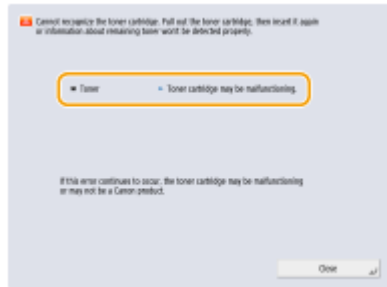 Cannot recognize the toner cartridge. Pull out the toner cartridge, then insert it again
or information about remaining toner won't be detected properly.
■ Toner
▶ Toner cartridge may be malfunctioning.
If this error continues to occur, the toner cartridge may be malfunctioning
or may not be a Canon product.
Close